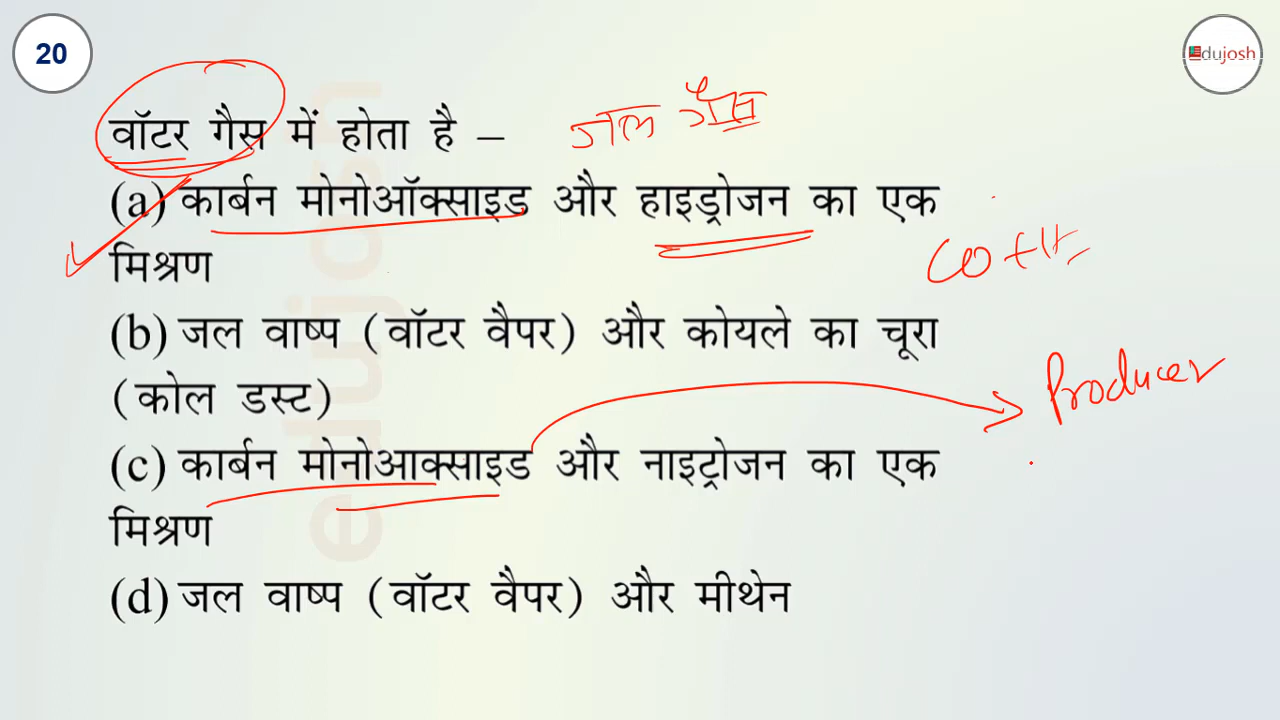 20
Edujosh
वॉटर गैस में होता है – जल गैस
(a) कार्बन मोनोऑक्साइड और हाइड्रोजन का एक
मिश्रण
CO + H₂
(b) जल वाष्प (वॉटर वैपर) और कोयले का चूरा
(कोल डस्ट)
Producer
(c) कार्बन मोनोआक्साइड और नाइट्रोजन का एक
मिश्रण
(d) जल वाष्प (वॉटर वैपर) और मीथेन
edujosh